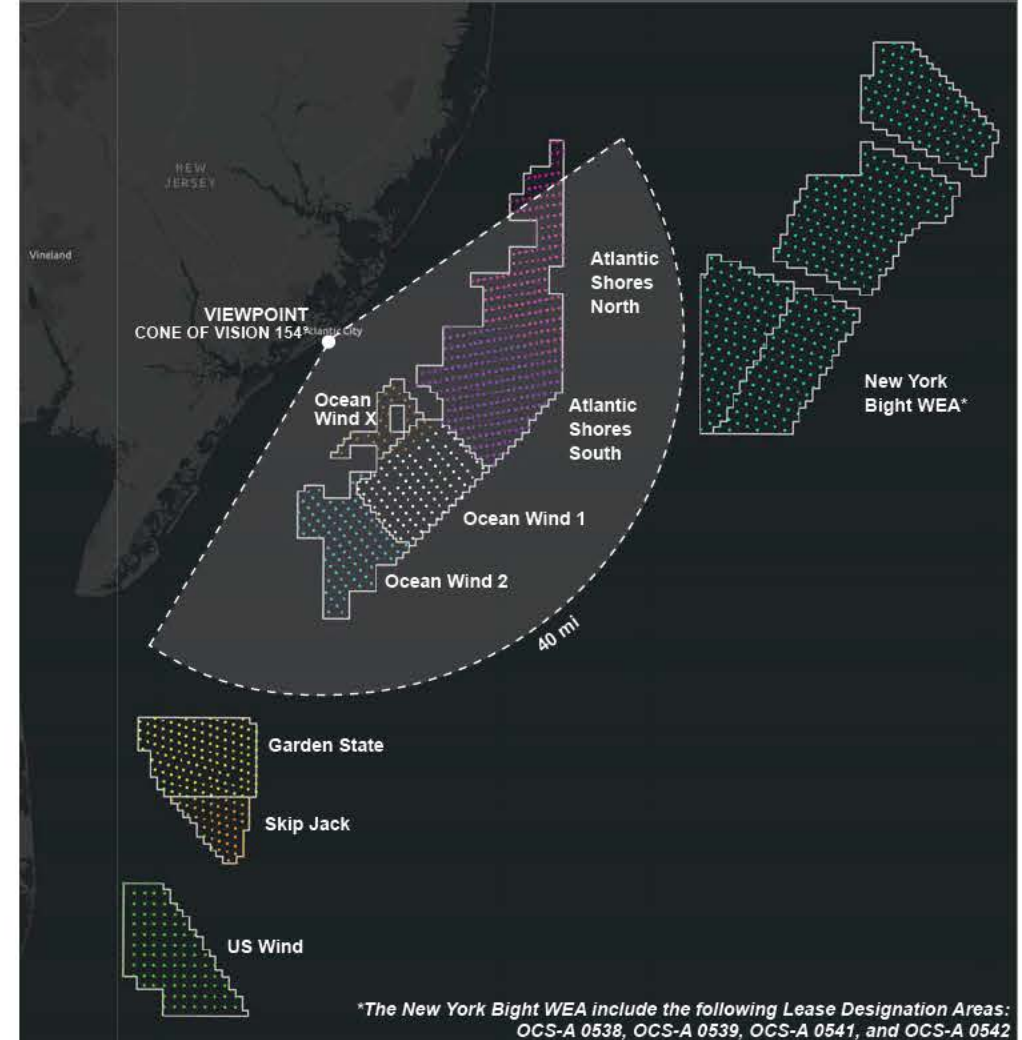 NEW
JERSEY
Vineland
VIEWPOINT
CONE OF VISION 154°
Atlantic City
Atlantic
Shores
North
Ocean
Wind X
Atlantic
Shores
South
New York
Bight WEA*
Ocean Wind 1
Ocean Wind 2
40 mi
Garden State
Skip Jack
US Wind
*The New York Bight WEA include the following Lease Designation Areas:
OCS-A 0538, OCS-A 0539, OCS-A 0541, and OCS-A 0542